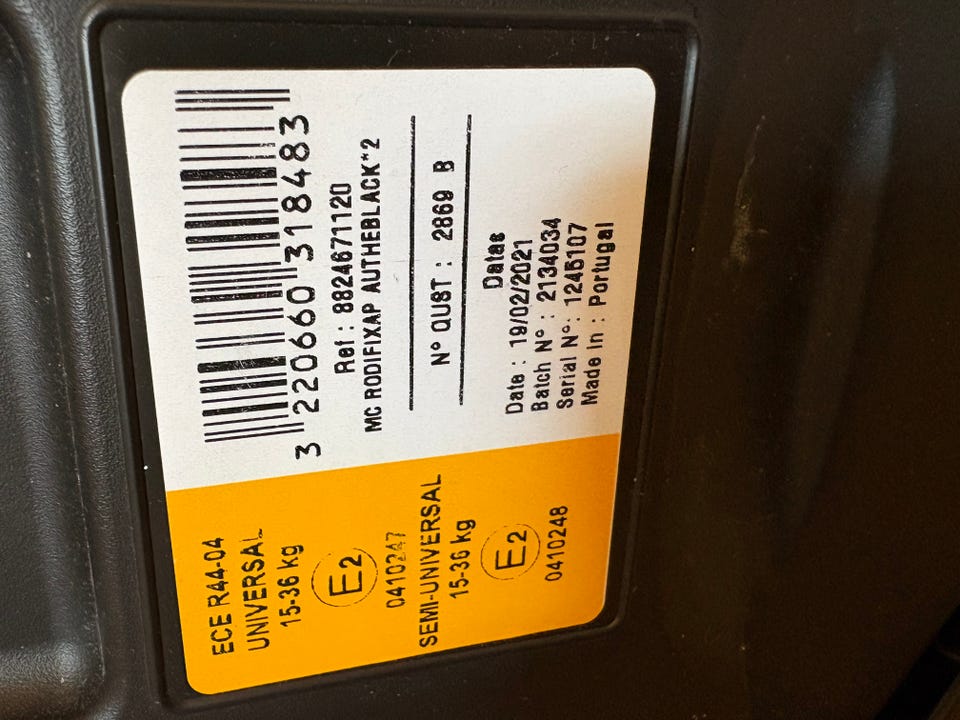 3 220660 318483
Ref : 8824671120
MC RODIFIXAP AUTHEBLACK*2
N° QUST : 2869 B
Datas
Date : 19/02/2021
Batch N° : 2134034
Serial N°: 1245107
Made In : Portugal
ECE R44-04
UNIVERSAL
15-36 kg
E2
0410247
SEMI-UNIVERSAL
15-36 kg
E2
0410248